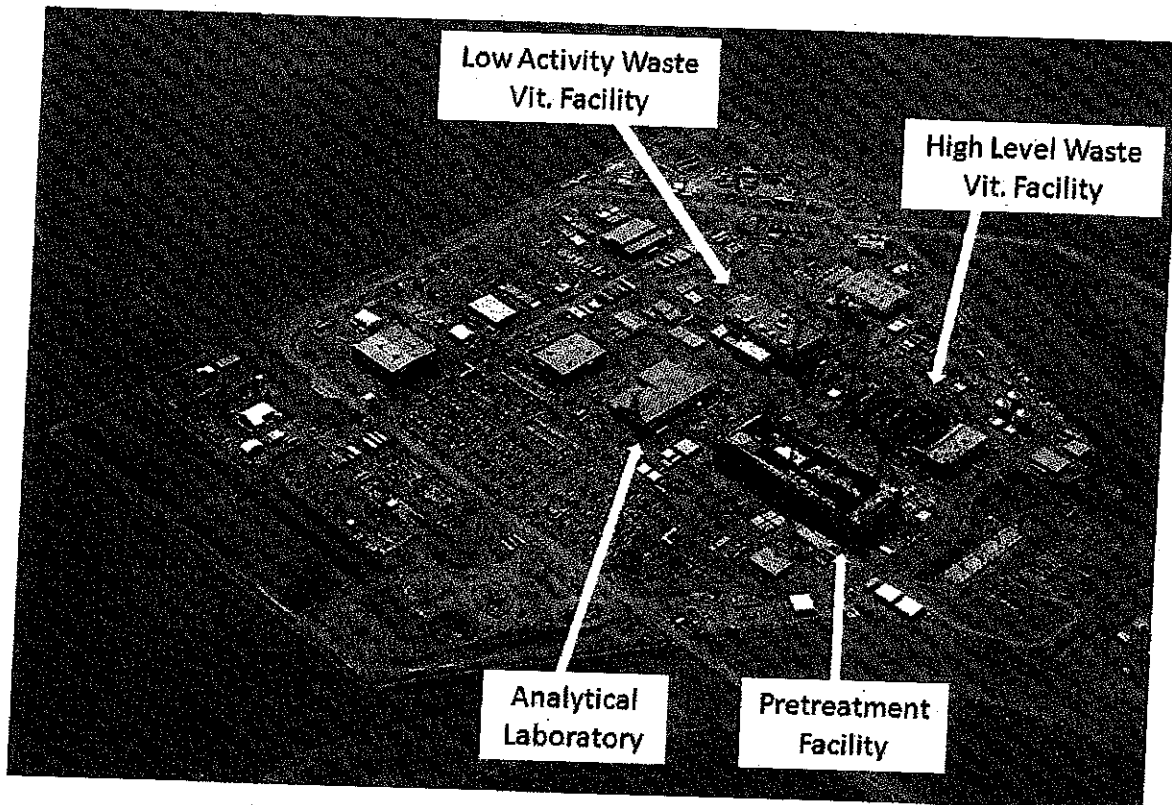 Low Activity Waste
Vit. Facility
High Level Waste
Vit. Facility
Analytical
Laboratory
Pretreatment
Facility